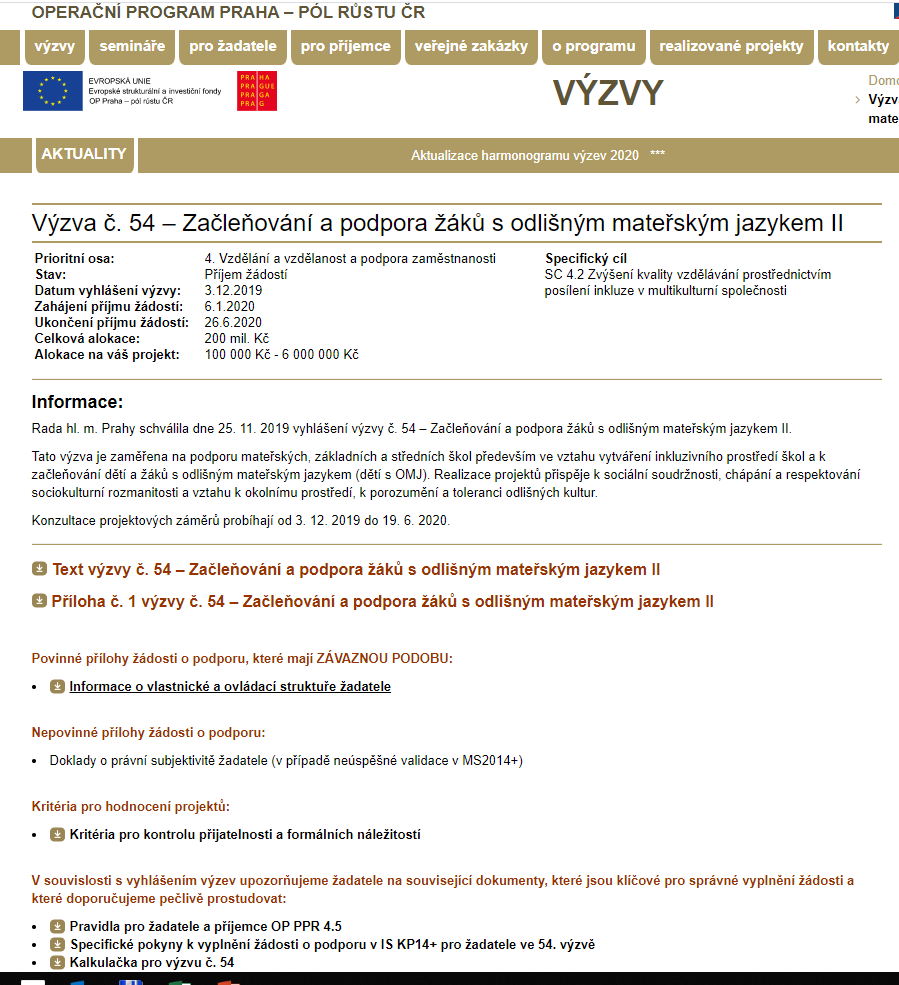 OPERAČNÍ PROGRAM PRAHA – PÓL RŮSTU ČR
výzvy
semináře
pro žadatele
pro příjemce
veřejné zakázky
o programu
realizované projekty
kontakty
EVROPSKÁ UNIE
Evropské strukturální a investiční fondy
OP Praha – pól růstu ČR
PRA HA
PRA GUE
PRA GA
PRA G
VÝZVY
Domo
› Výzv
mate
AKTUALITY
Aktualizace harmonogramu výzev 2020 ***
Výzva č. 54 – Začleňování a podpora žáků s odlišným mateřským jazykem II
Prioritní osa: 4. Vzdělání a vzdělanost a podpora zaměstnanosti
Stav: Příjem žádostí
Datum vyhlášení výzvy: 3.12.2019
Zahájení příjmu žádostí: 6.1.2020
Ukončení příjmu žádostí: 26.6.2020
Celková alokace: 200 mil. Kč
Alokace na váš projekt: 100 000 Kč - 6 000 000 Kč
Specifický cíl
SC 4.2 Zvýšení kvality vzdělávání prostřednictvím
posílení inkluze v multikulturní společnosti
Informace:
Rada hl. m. Prahy schválila dne 25. 11. 2019 vyhlášení výzvy č. 54 – Začleňování a podpora žáků s odlišným mateřským jazykem II.
Tato výzva je zaměřena na podporu mateřských, základních a středních škol především ve vztahu vytváření inkluzivního prostředí škol a k
začleňování dětí a žáků s odlišným mateřským jazykem (dětí s OMJ). Realizace projektů přispěje k sociální soudržnosti, chápání a respektování
sociokulturní rozmanitosti a vztahu k okolnímu prostředí, k porozumění a toleranci odlišných kultur.
Konzultace projektových záměrů probíhají od 3. 12. 2019 do 19. 6. 2020.
Text výzvy č. 54 – Začleňování a podpora žáků s odlišným mateřským jazykem II
Příloha č. 1 výzvy č. 54 – Začleňování a podpora žáků s odlišným mateřským jazykem II
Povinné přílohy žádosti o podporu, které mají ZÁVAZNOU PODOBU:
• Informace o vlastnické a ovládací struktuře žadatele
Nepovinné přílohy žádosti o podporu:
• Doklady o právní subjektivitě žadatele (v případě neúspěšné validace v MS2014+)
Kritéria pro hodnocení projektů:
• Kritéria pro kontrolu přijatelnosti a formálních náležitostí
V souvislosti s vyhlášením výzev upozorňujeme žadatele na související dokumenty, které jsou klíčové pro správné vyplnění žádosti a
které doporučujeme pečlivě prostudovat:
• Pravidla pro žadatele a příjemce OP PPR 4.5
• Specifické pokyny k vyplnění žádosti o podporu v IS KP14+ pro žadatele ve 54. výzvě
• Kalkulačka pro výzvu č. 54